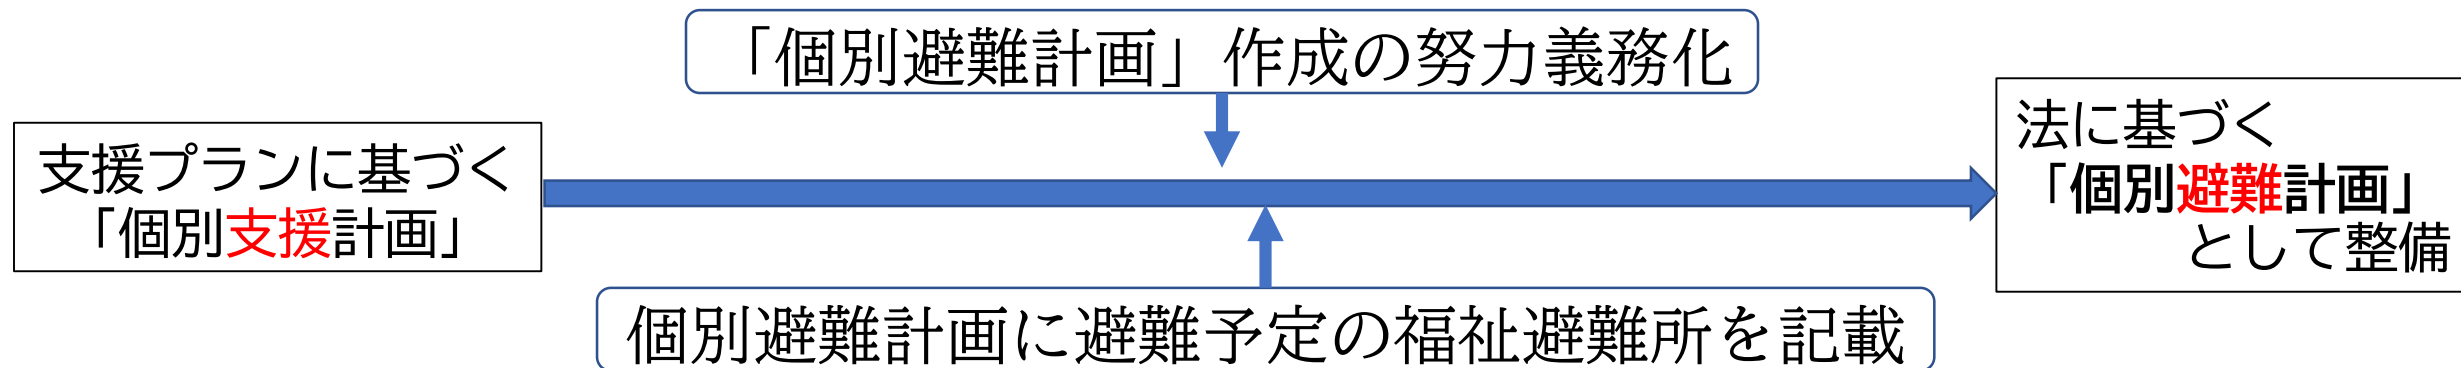 「個別避難計画」作成の努力義務化
支援プランに基づく
「個別支援計画」
法に基づく
「個別避難計画」
として整備
個別避難計画に避難予定の福祉避難所を記載